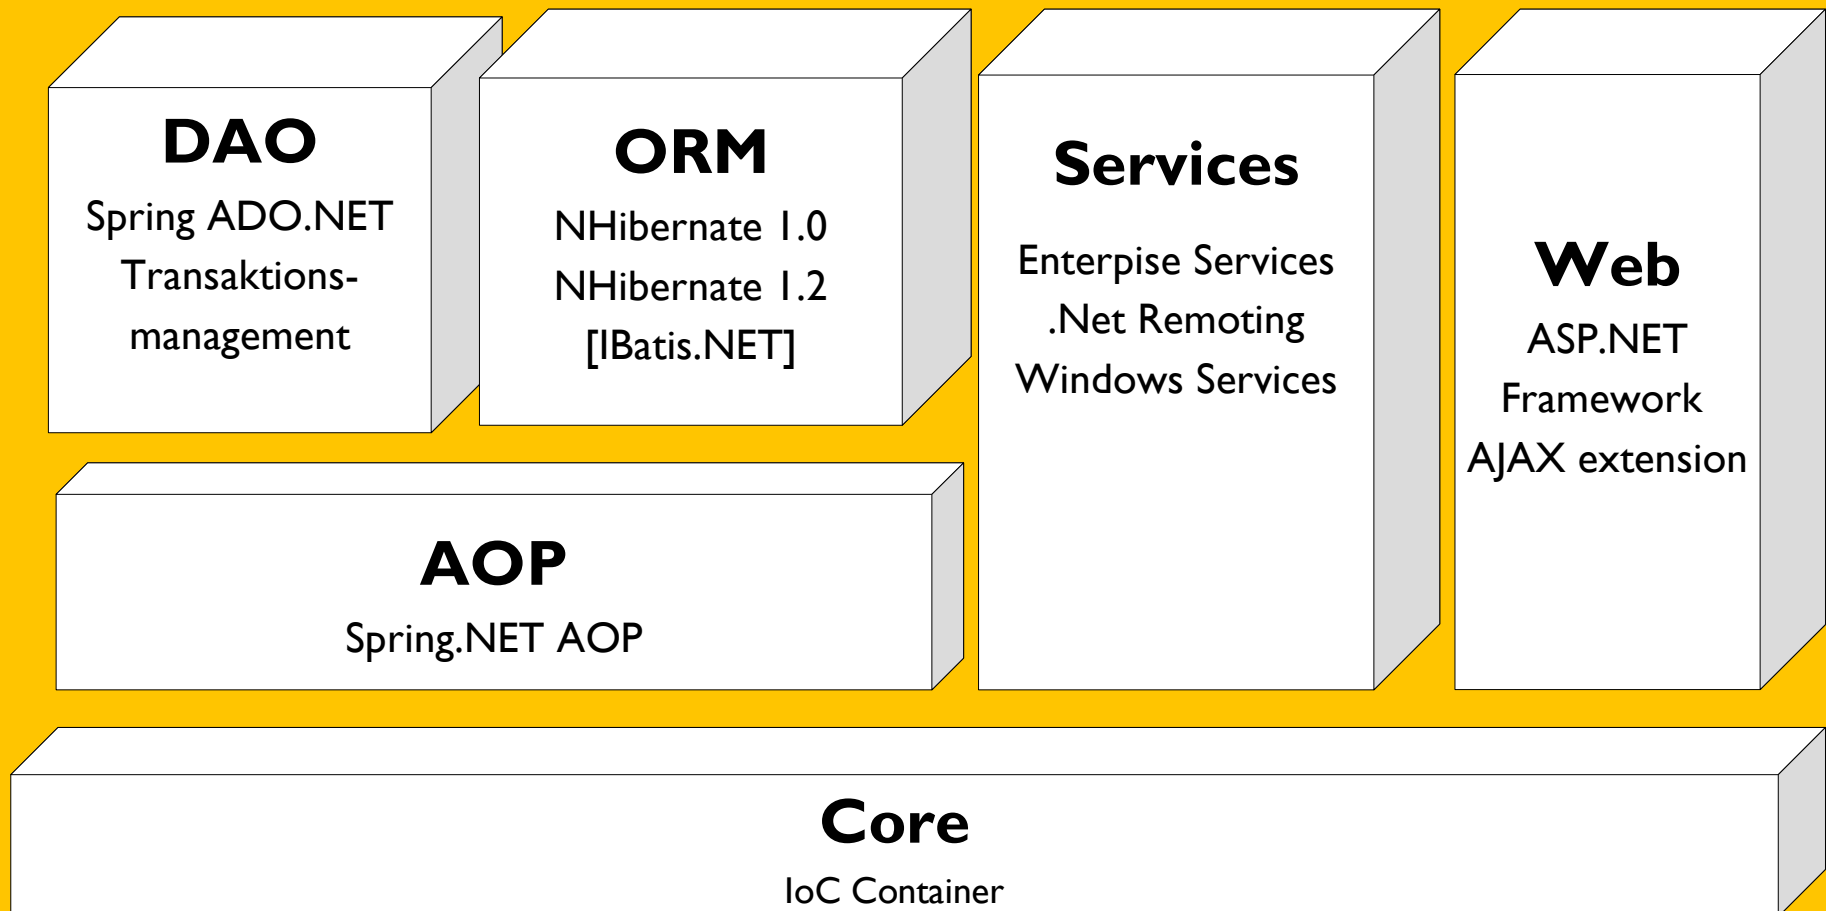 DAO
Spring ADO.NET
Transaktions-
management
ORM
NHibernate 1.0
NHibernate 1.2
[IBatis.NET]
Services
Enterpise Services
.Net Remoting
Windows Services
Web
ASP.NET
Framework
AJAX extension
AOP
Spring.NET AOP
Core
IoC Container